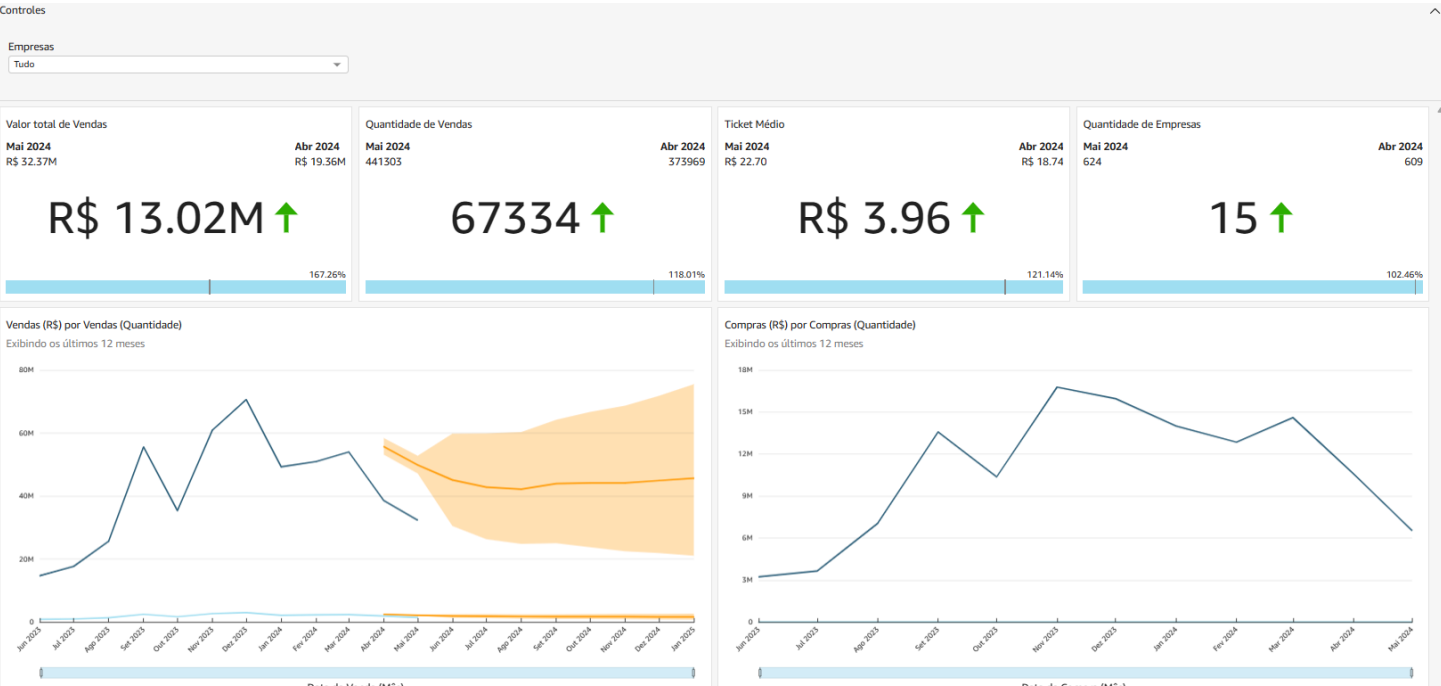 Controles
Empresas
Tudo
Valor total de Vendas
Mai 2024 Abr 2024
R$ 32.37M R$ 19.36M
R$ 13.02M
167.26%
Quantidade de Vendas
Mai 2024 Abr 2024
441303 373969
67334
118.01%
Ticket Médio
Mai 2024 Abr 2024
R$ 22.70 R$ 18.74
R$ 3.96
121.14%
Quantidade de Empresas
Mai 2024 Abr 2024
624 609
15
102.46%
Vendas (R$) por Vendas (Quantidade)
Exibindo os últimos 12 meses
80M
60M
40M
20M
0
Jun 2023 Jul 2023 Ago 2023 Set 2023 Out 2023 Nov 2023 Dez 2023 Jan 2024 Fev 2024 Mar 2024 Abr 2024 Mai 2024 Jun 2024 Jul 2024 Ago 2024 Set 2024 Out 2024 Nov 2024 Dez 2024 Jan 2025
Compras (R$) por Compras (Quantidade)
Exibindo os últimos 12 meses
18M
15M
12M
9M
6M
3M
0
Jun 2023 Jul 2023 Ago 2023 Set 2023 Out 2023 Nov 2023 Dez 2023 Jan 2024 Fev 2024 Mar 2024 Abr 2024 Mai 2024